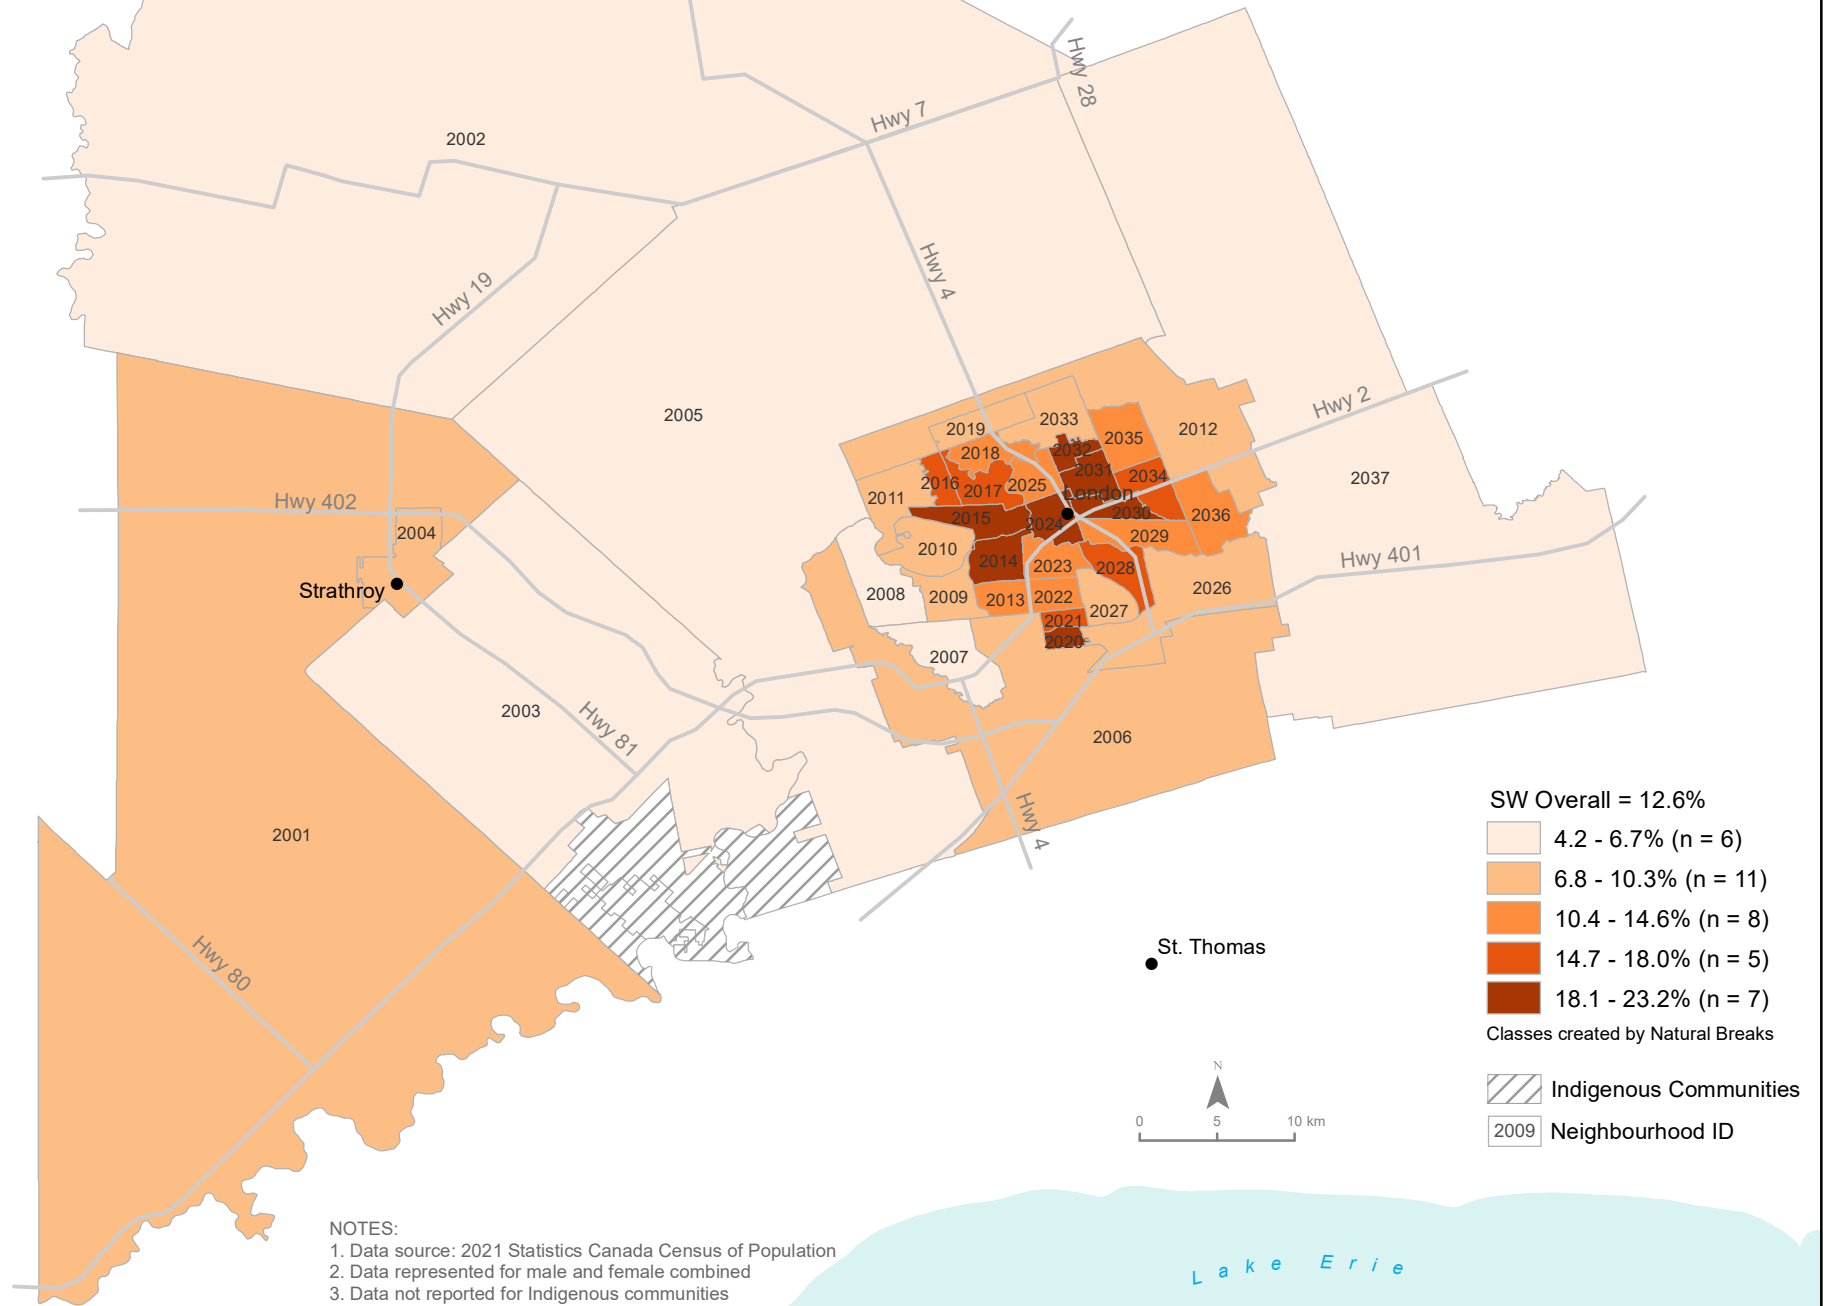 Hwy 28
Hwy 7
2002
Hwy 4
Hwy 19
Hwy 2
2005
2019
2033
2035
2012
2018
2032
2031
2034
2037
2016
2017
2025
2011
London
Hwy 402
2015
2024
2030
2036
2004
2029
2010
2014
2023
2028
Hwy 401
Strathroy
2008
2009
2013
2022
2027
2026
2021
2020
2007
2003
Hwy 81
2006
Hwy 4
2001
Hwy 80
St. Thomas
SW Overall = 12.6%
4.2 - 6.7% (n = 6)
6.8 - 10.3% (n = 11)
10.4 - 14.6% (n = 8)
14.7 - 18.0% (n = 5)
18.1 - 23.2% (n = 7)
Classes created by Natural Breaks
Indigenous Communities
2009 Neighbourhood ID
N
0 5 10 km
NOTES:
1. Data source: 2021 Statistics Canada Census of Population
2. Data represented for male and female combined
3. Data not reported for Indigenous communities
Lake Erie